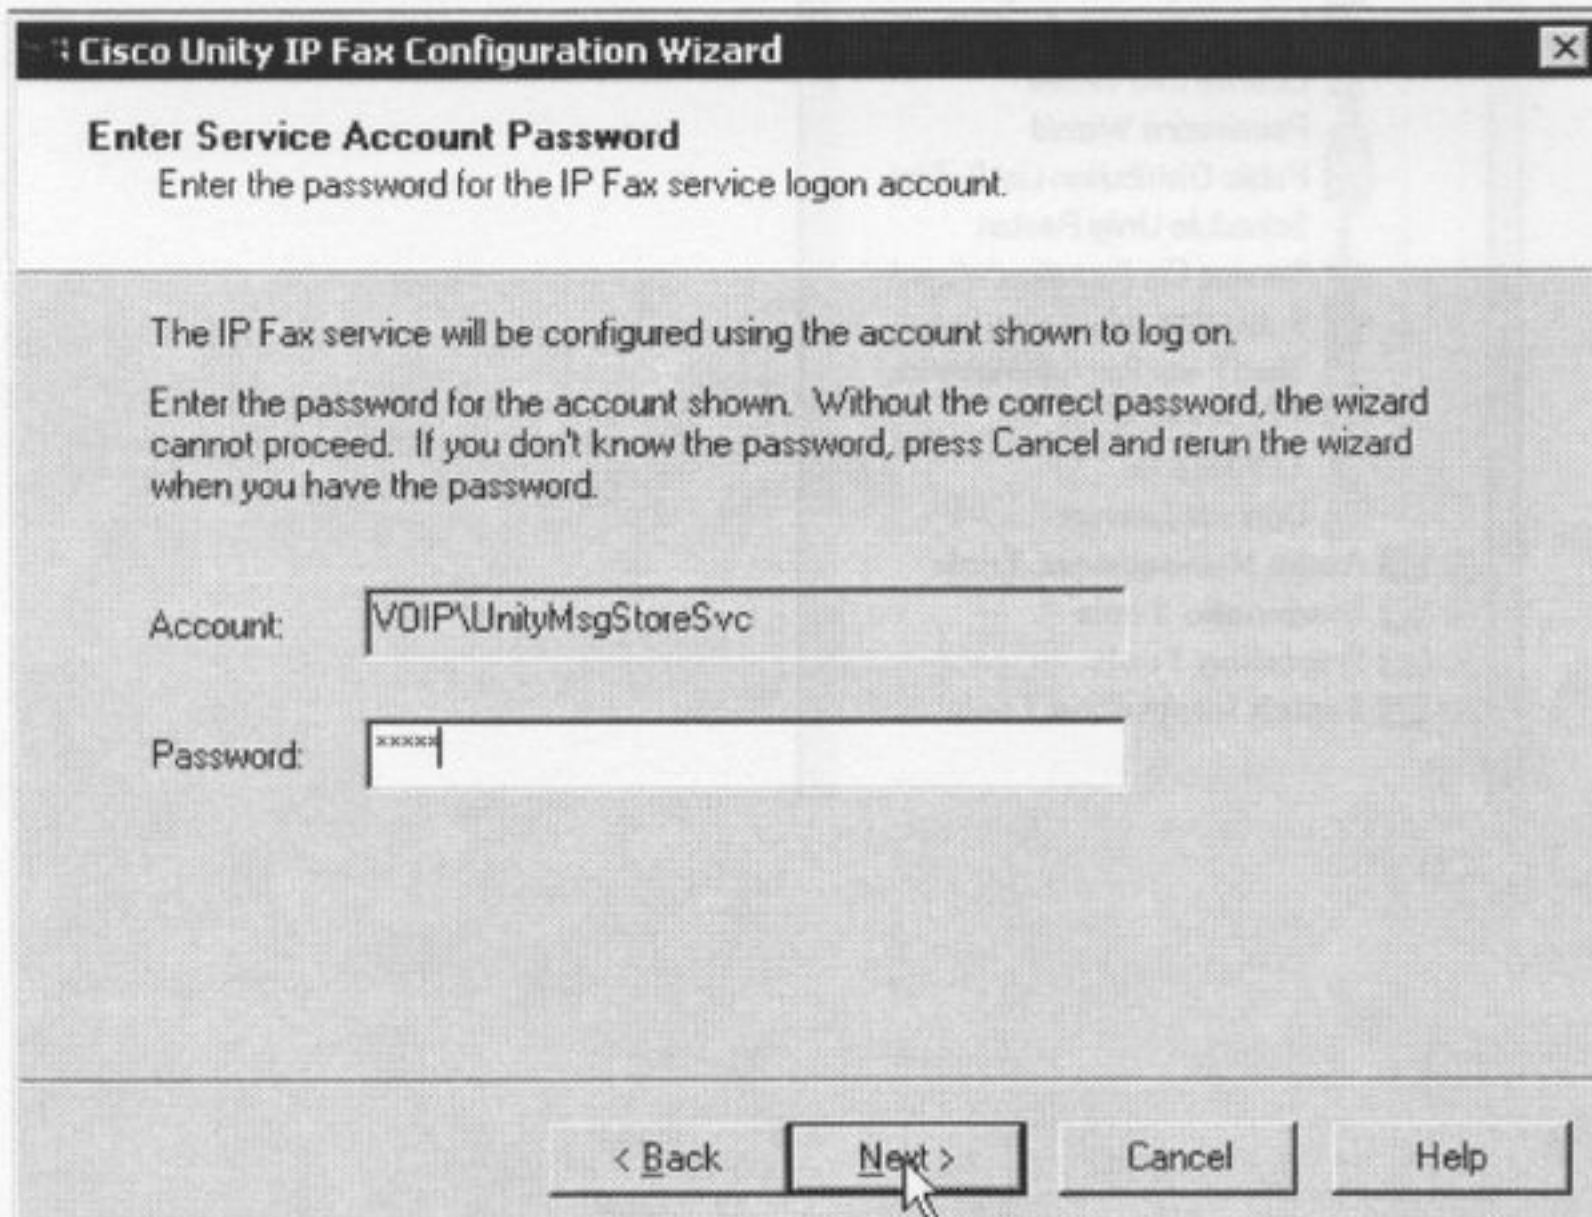 Cisco Unity IP Fax Configuration Wizard
Enter Service Account Password
Enter the password for the IP Fax service logon account.
The IP Fax service will be configured using the account shown to log on.
Enter the password for the account shown. Without the correct password, the wizard
cannot proceed. If you don't know the password, press Cancel and rerun the wizard
when you have the password.
Account: VOIP\UnityMsgStoreSvc
Password: xxxxx
< Back Next > Cancel Help